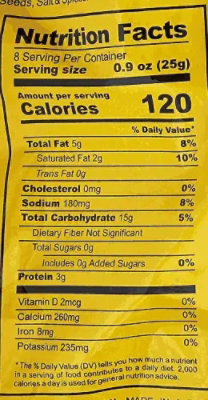 Seeds, Salt & Spices
Nutrition Facts
8 Serving Per Container
Serving size 0.9 oz (25g)
Amount per serving
Calories 120
% Daily Value*
Total Fat 5g 8%
Saturated Fat 2g 10%
Trans Fat 0g
Cholesterol 0mg 0%
Sodium 180mg 8%
Total Carbohydrate 15g 5%
Dietary Fiber Not Significant
Total Sugars 0g
Includes 0g Added Sugars 0%
Protein 3g
Vitamin D 2mcg 0%
Calcium 260mg 0%
Iron 8mg 0%
Potassium 235mg 0%
*The % Daily Value (DV) tells you how much a nutrient
in a serving of food contributes to a daily diet. 2,000
calories a day is used for general nutrition advice.